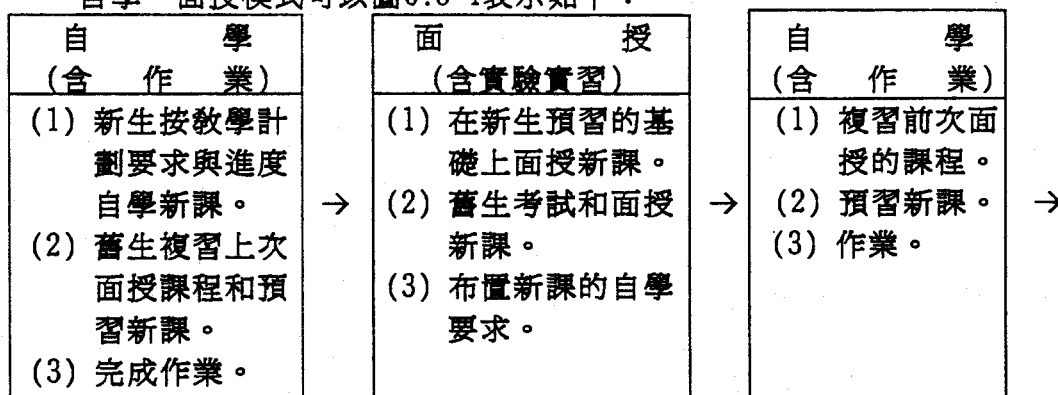 自學
(含作業)
(1) 新生按教學計
劃要求與進度
自學新課。
(2) 舊生複習上次
面授課程和預
習新課。
(3) 完成作業。
→
面授
(含實驗實習)
(1) 在新生預習的基
礎上面授新課。
(2) 舊生考試和面授
新課。
(3) 布置新課的自學
要求。
→
自學
(含作業)
(1) 複習前次面
授的課程。
(2) 預習新課。
(3) 作業。
→